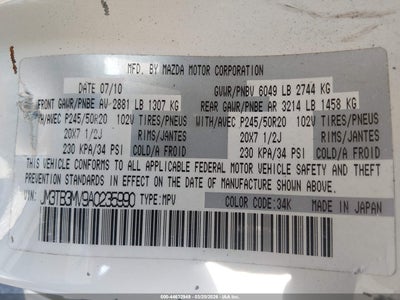 MFD. BY MAZDA MOTOR CORPORATION
DATE 07/10 GVWR/PNBV 6049 LB 2744 KG
FRONT GAWR/PNBE AV 2881 LB 1307 KG REAR GAWR/PNBE AR 3214 LB 1458 KG
WITH/AVEC P245/50R20 102V TIRES/PNEUS WITH/AVEC P245/50R20 102V TIRES/PNEUS
20X7 1/2J RIMS/JANTES 20X7 1/2J RIMS/JANTES
230 KPA/34 PSI COLD/A FROID 230 KPA/34 PSI COLD/A FROID
THIS VEHICLE CONFORMS TO ALL APPLICABLE FEDERAL MOTOR VEHICLE SAFETY AND THEFT
PREVENTION STANDARDS IN EFFECT ON THE DATE OF MANUFACTURE SHOWN ABOVE.
VIN: JM3TB3MV9A0235990 TYPE:MPV COLOR CODE: 34K MADE IN JAPAN